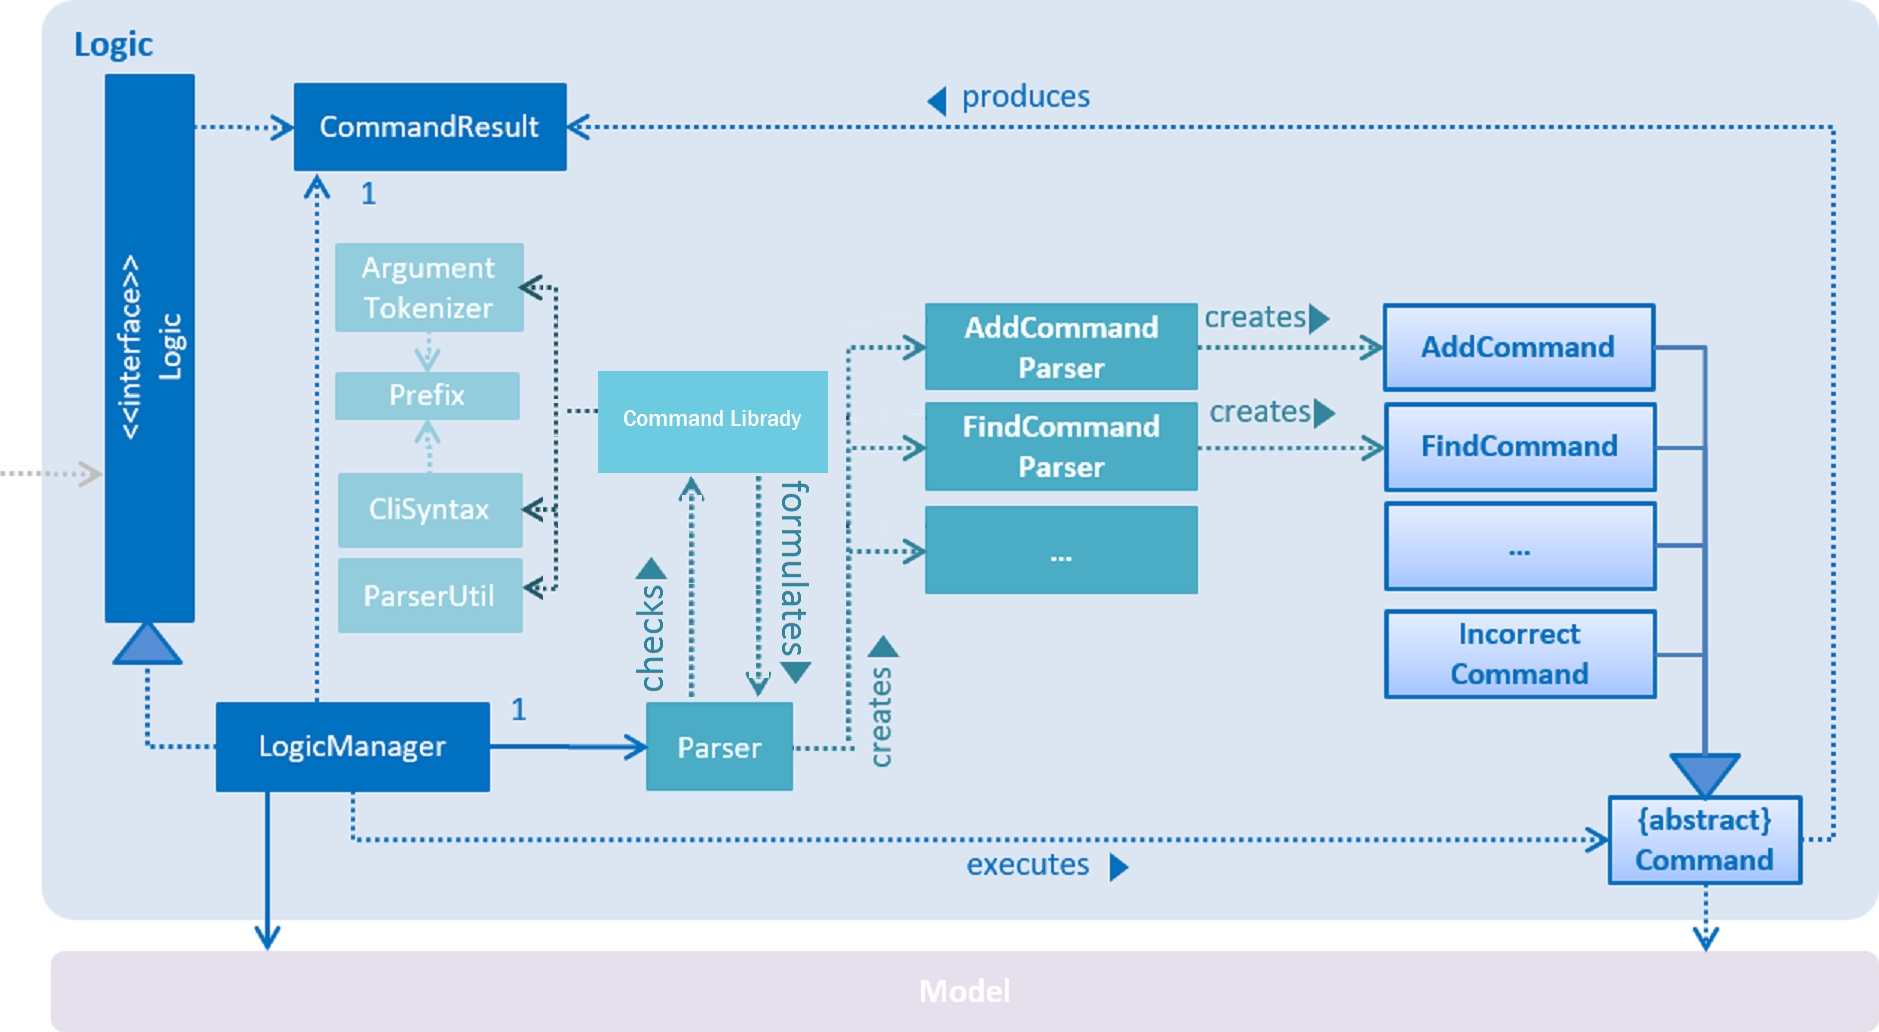 Logic
<<interface>>
Logic
CommandResult
produces
1
Argument
Tokenizer
Prefix
CliSyntax
ParserUtil
Command Librady
checks
formulates
creates
AddCommand
Parser
creates
AddCommand
FindCommand
Parser
creates
FindCommand
...
...
Incorrect
Command
LogicManager
1
Parser
executes
{abstract}
Command
Model